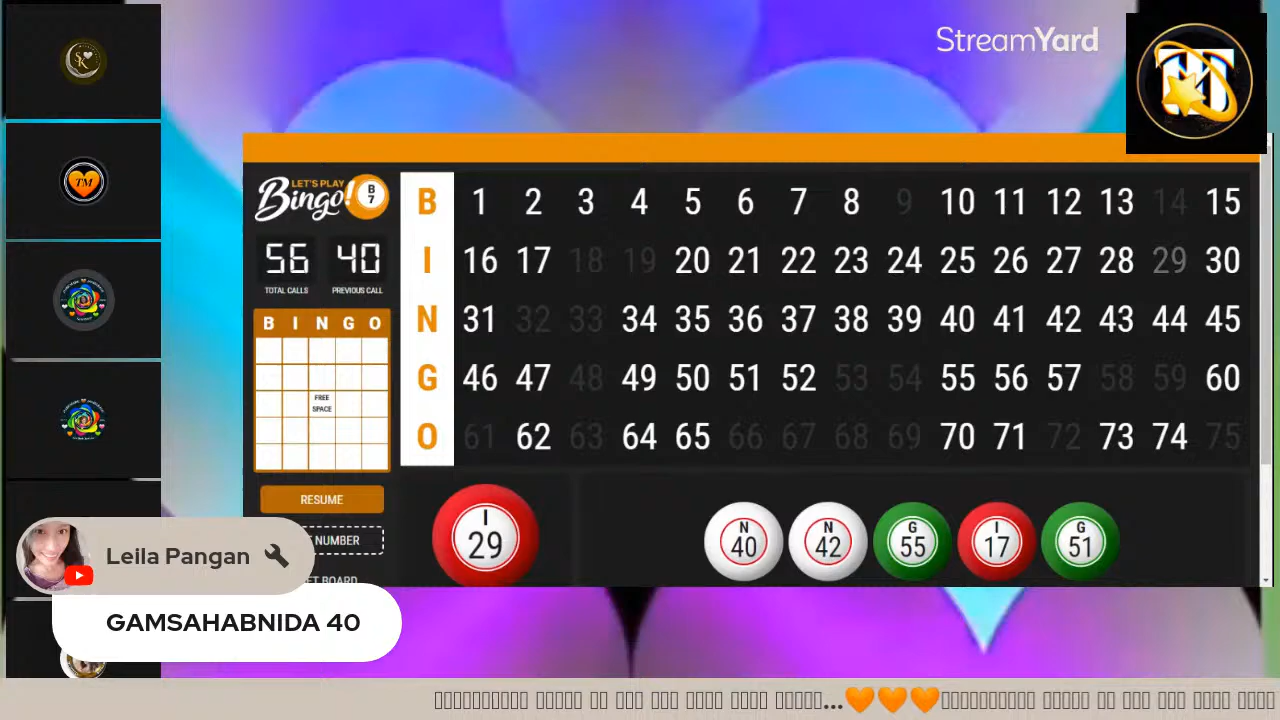 StreamYard
SK
TM
LET'S PLAY
Bingo!
B
7
56 40
TOTAL CALLS PREVIOUS CALL
B I N G O
FREE
SPACE
B 1 2 3 4 5 6 7 8 9 10 11 12 13 14 15
I 16 17 18 19 20 21 22 23 24 25 26 27 28 29 30
N 31 32 33 34 35 36 37 38 39 40 41 42 43 44 45
G 46 47 48 49 50 51 52 53 54 55 56 57 58 59 60
O 61 62 63 64 65 66 67 68 69 70 71 72 73 74 75
RESUME
NUMBER
BOARD
I
29
N
40
N
42
G
55
I
17
G
51
Leila Pangan
GAMSAHABNIDA 40